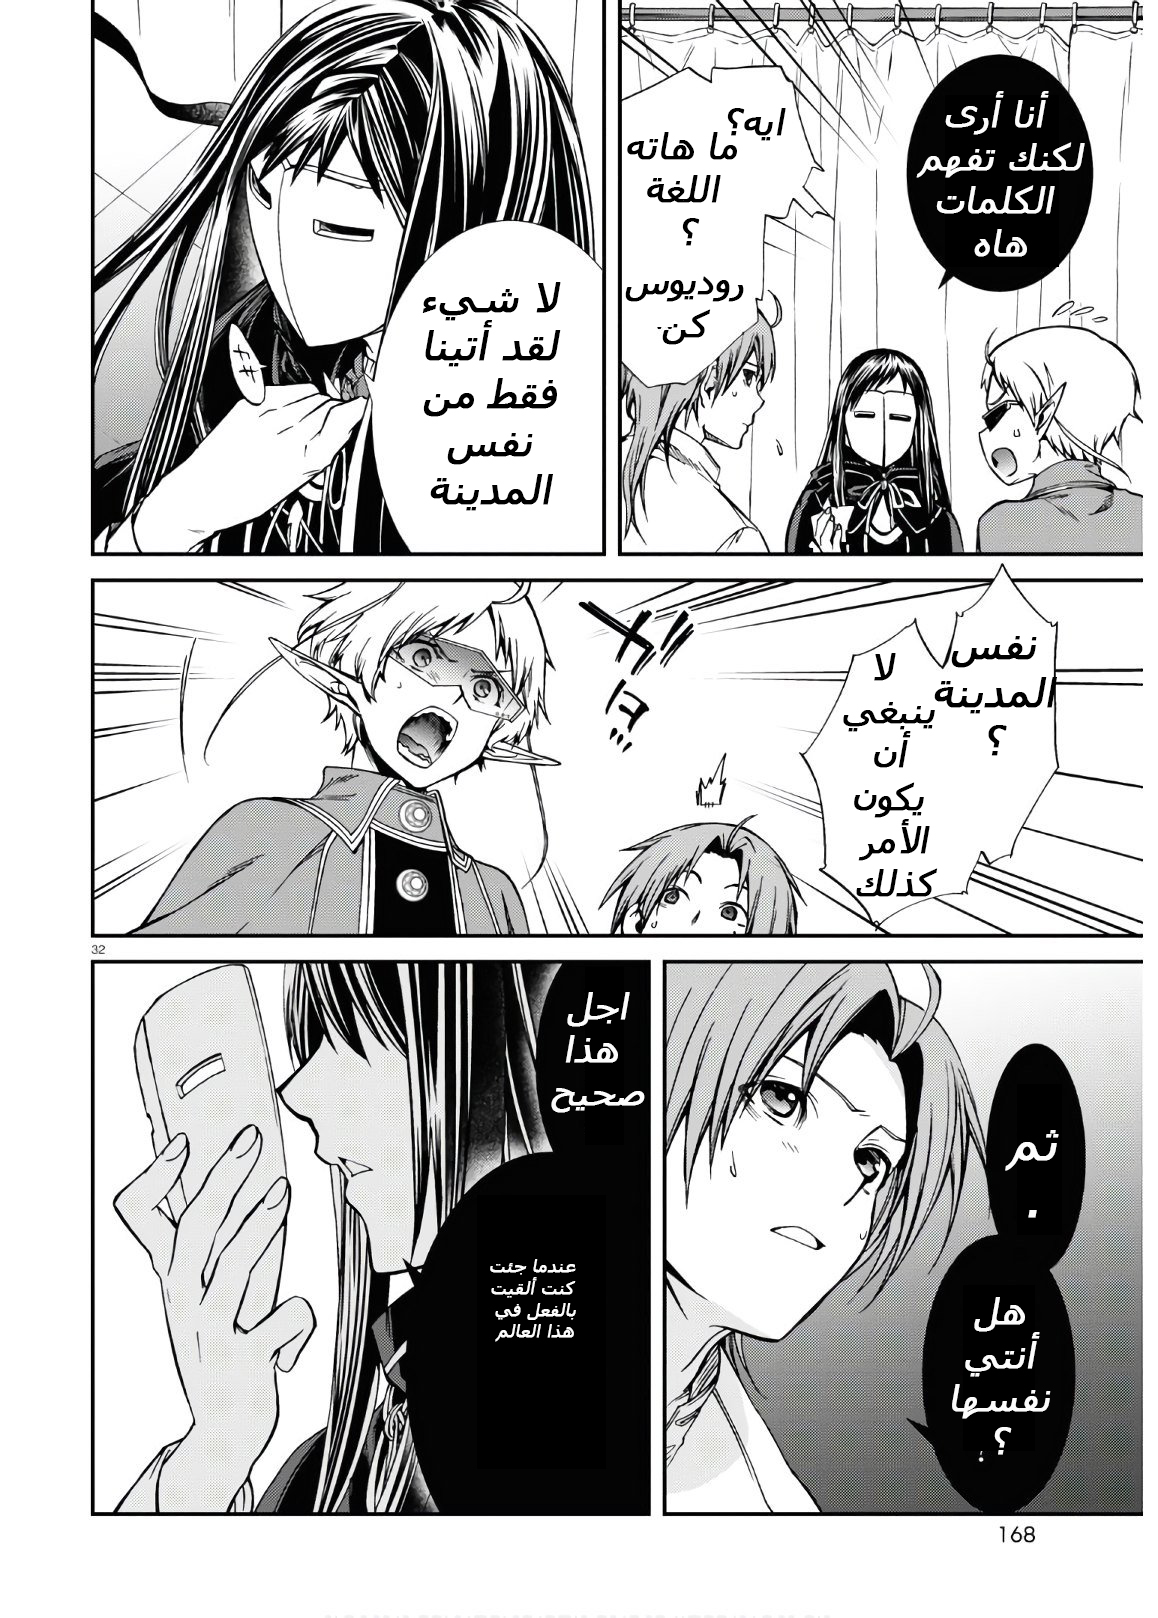 أنا أرى
لكنك تفهم
الكلمات
هاه
ايه؟
ما هاته
اللغة
؟
روديوس
كن
لا شيء
لقد أتينا
فقط من
نفس
المدينة
نفس
المدينة
؟
لا
ينبغي
أن
يكون
الأمر
كذلك
32
ثم
.
هل
أنتي
نفسها
؟
اجل
هذا
صحيح
عندما جئت
كنت ألقيت
بالفعل في
هذا العالم
168